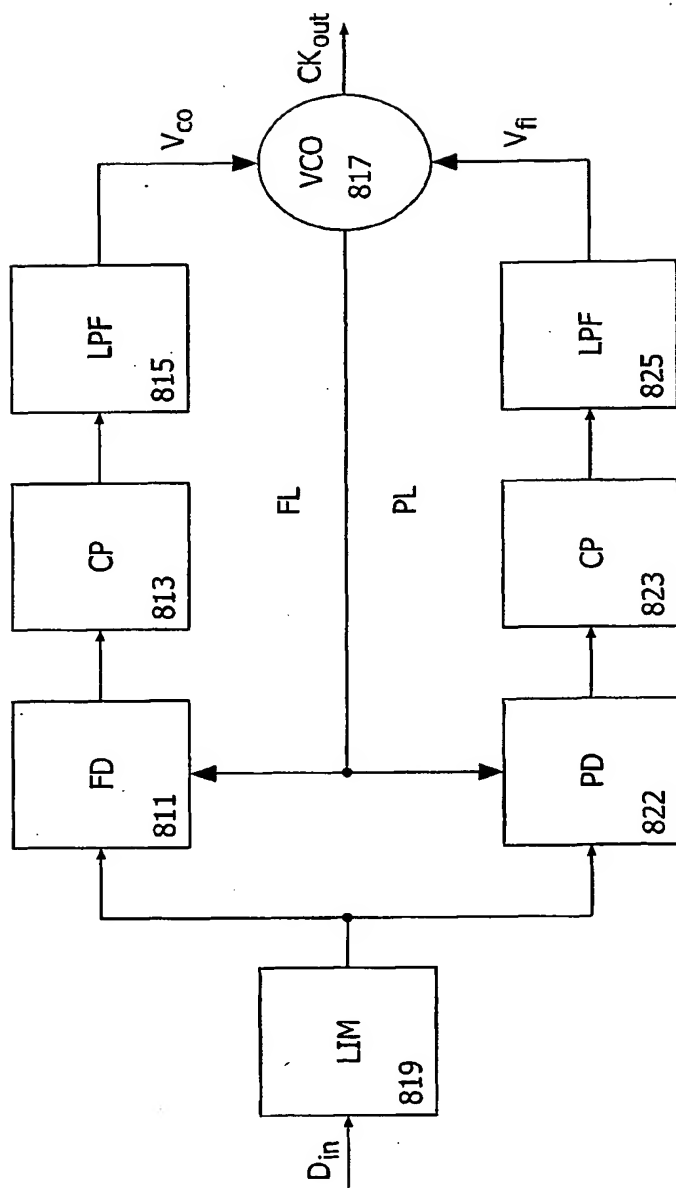 D_in
LIM
819
FD
811
CP
813
LPF
815
V_co
FL
PL
VCO
817
CK_out
PD
822
CP
823
LPF
825
V_fi